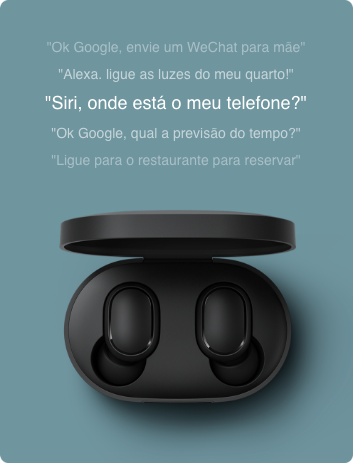 "Ok Google, envie um WeChat para mãe"
"Alexa. ligue as luzes do meu quarto!"
"Siri, onde está o meu telefone?"
"Ok Google, qual a previsão do tempo?"
"Ligue para o restaurante para reservar"